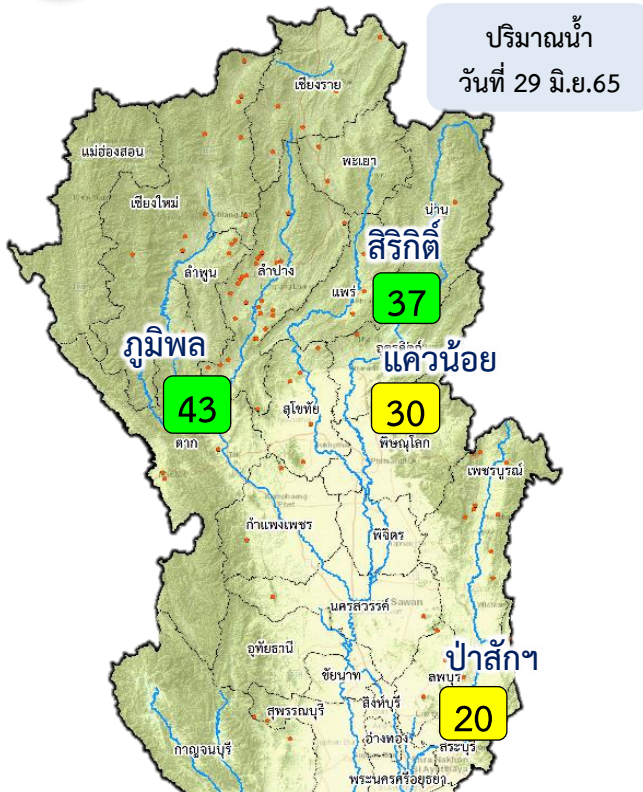 ปริมาณน้ำ
วันที่ 29 มิ.ย.65
เชียงราย
แม่ฮ่องสอน
พะเยา
เชียงใหม่
น่าน
สิริกิติ์
ลำพูน
ลำปาง
แพร่
37
ภูมิพล
แควน้อย
43
30
สุโขทัย
ตาก
พิษณุโลก
เพชรบูรณ์
กำแพงเพชร
พิจิตร
นครสวรรค์
Sawan
อุทัยธานี
ป่าสักฯ
ชัยนาท
ลพบุรี
สิงห์บุรี
สุพรรณบุรี
20
อ่างทอง
กาญจนบุรี
สระบุรี
พระนครศรีอยุธยา